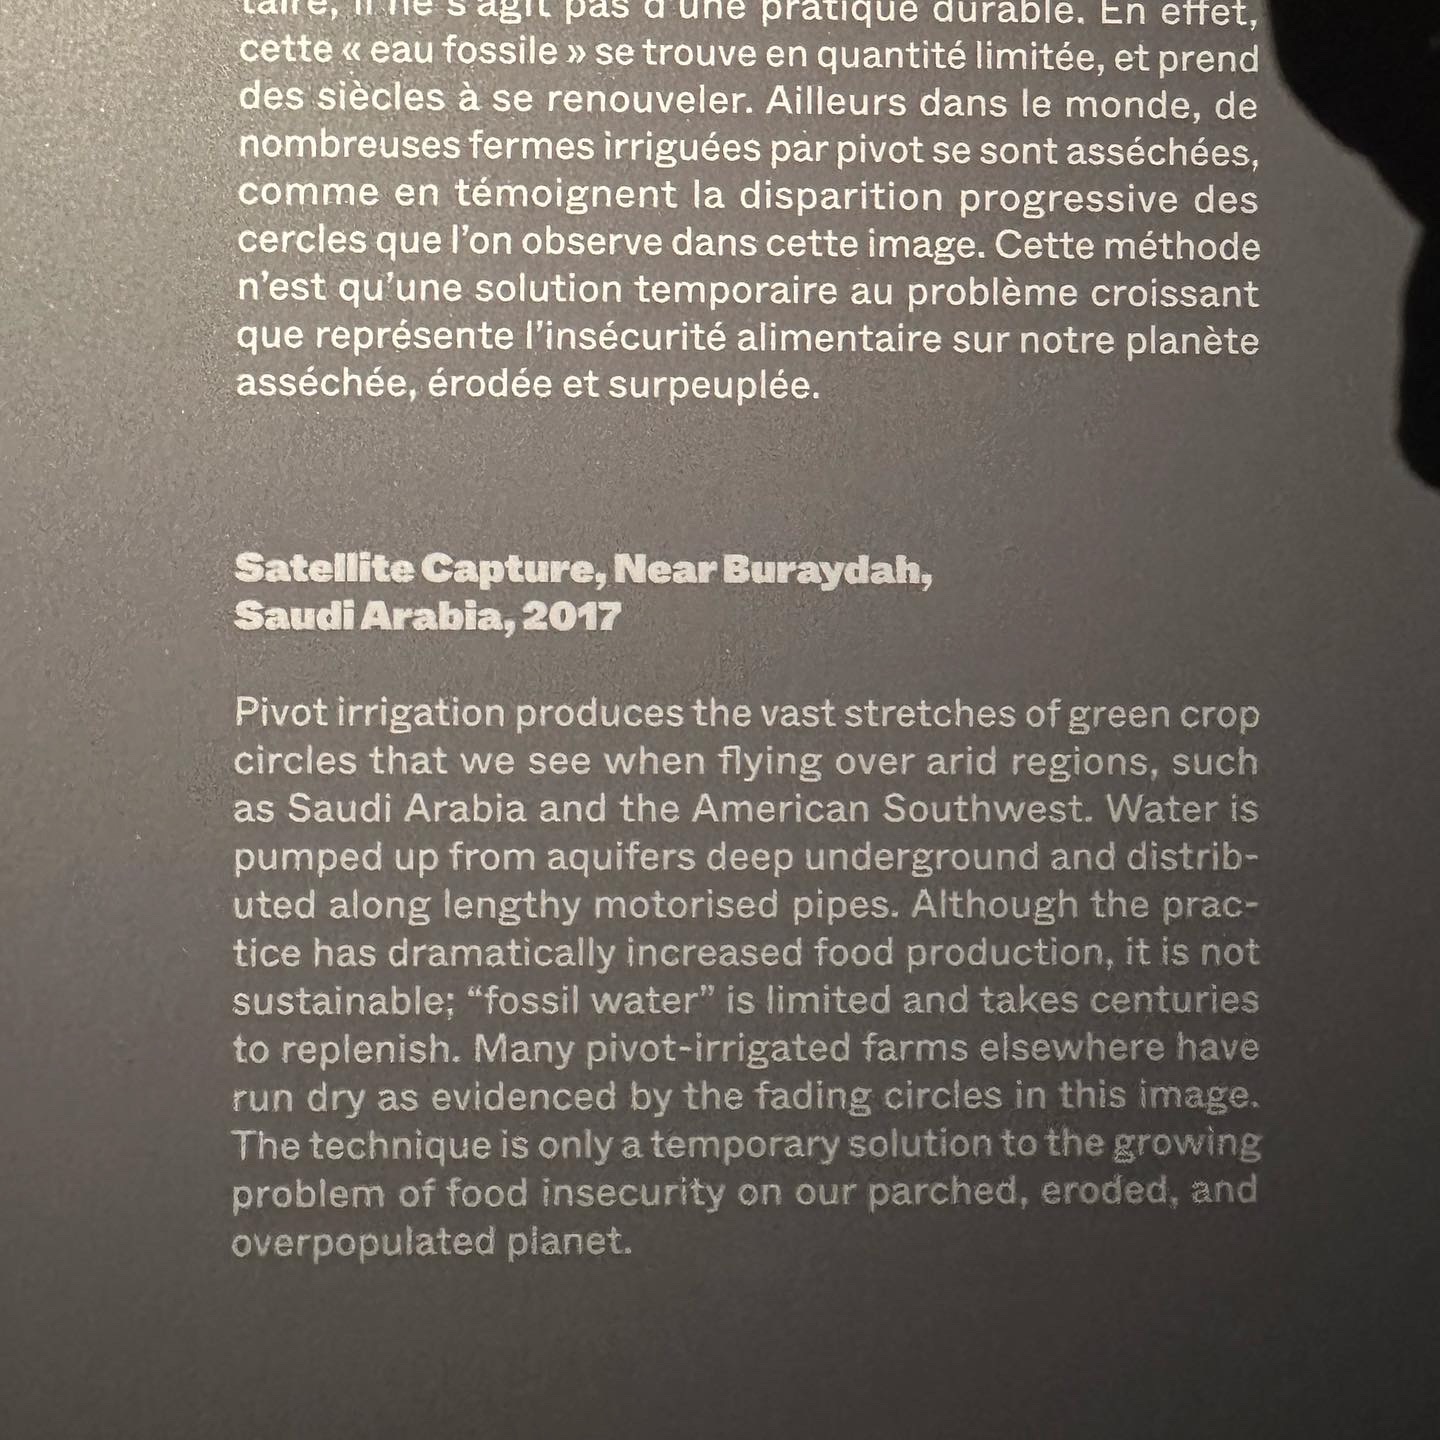 taire, il ne s'agit pas d'une pratique durable. En effet,
cette « eau fossile » se trouve en quantité limitée, et prend
des siècles à se renouveler. Ailleurs dans le monde, de
nombreuses fermes irriguées par pivot se sont asséchées,
comme en témoignent la disparition progressive des
cercles que l'on observe dans cette image. Cette méthode
n'est qu'une solution temporaire au problème croissant
que représente l'insécurité alimentaire sur notre planète
asséchée, érodée et surpeuplée.
Satellite Capture, Near Buraydah,
Saudi Arabia, 2017
Pivot irrigation produces the vast stretches of green crop
circles that we see when flying over arid regions, such
as Saudi Arabia and the American Southwest. Water is
pumped up from aquifers deep underground and distrib-
uted along lengthy motorised pipes. Although the prac-
tice has dramatically increased food production, it is not
sustainable; “fossil water” is limited and takes centuries
to replenish. Many pivot-irrigated farms elsewhere have
run dry as evidenced by the fading circles in this image.
The technique is only a temporary solution to the growing
problem of food insecurity on our parched, eroded, and
overpopulated planet.